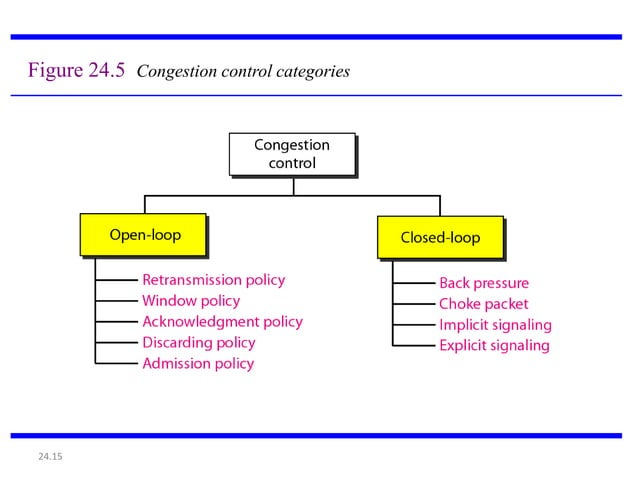 Figure 24.5 Congestion control categories
Congestion
control
Open-loop
Retransmission policy
Window policy
Acknowledgment policy
Discarding policy
Admission policy
Closed-loop
Back pressure
Choke packet
Implicit signaling
Explicit signaling
24.15